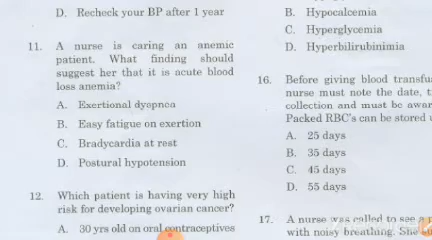 D. Recheck your BP after 1 year
11. A nurse is caring an anemic
patient. What finding should
suggest her that it is acute blood
loss anemia?
A. Exertional dyspnea
B. Easy fatigue on exertion
C. Bradycardia at rest
D. Postural hypotension
12. Which patient is having very high
risk for developing ovarian cancer?
A. 30 yrs old on oral contraceptives
B. Hypocalcemia
C. Hyperglycemia
D. Hyperbilirubinimia
16. Before giving blood
nurse must note the date,
collection and must be
Packed RBC's can be stored
A. 25 days
B. 35 days
C. 45 days
D. 55 days
17. A nurse was called to see a
with noisy breathing. She